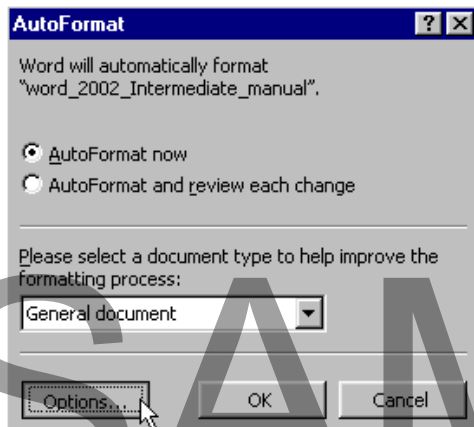 AutoFormat
Word will automatically format
"word_2002_Intermediate_manual".
AutoFormat now
AutoFormat and review each change
Please select a document type to help improve the
formatting process:
General document
Options...
OK
Cancel
SAM